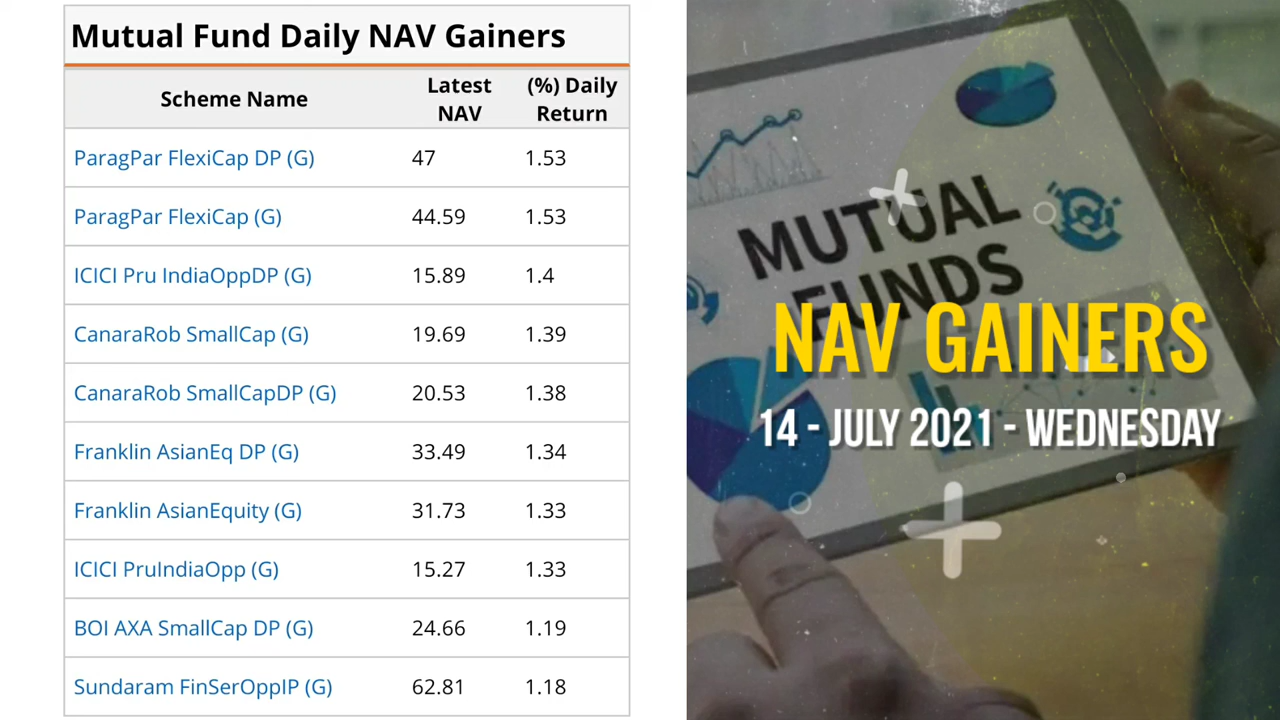 Mutual Fund Daily NAV Gainers
Scheme Name Latest NAV (%) Daily Return
ParagPar FlexiCap DP (G) 47 1.53
ParagPar FlexiCap (G) 44.59 1.53
ICICI Pru IndiaOppDP (G) 15.89 1.4
CanaraRob SmallCap (G) 19.69 1.39
CanaraRob SmallCapDP (G) 20.53 1.38
Franklin AsianEq DP (G) 33.49 1.34
Franklin AsianEquity (G) 31.73 1.33
ICICI PruIndiaOpp (G) 15.27 1.33
BOI AXA SmallCap DP (G) 24.66 1.19
Sundaram FinSerOppIP (G) 62.81 1.18
MUTUAL
FUNDS
NAV GAINERS
14 - JULY 2021 - WEDNESDAY